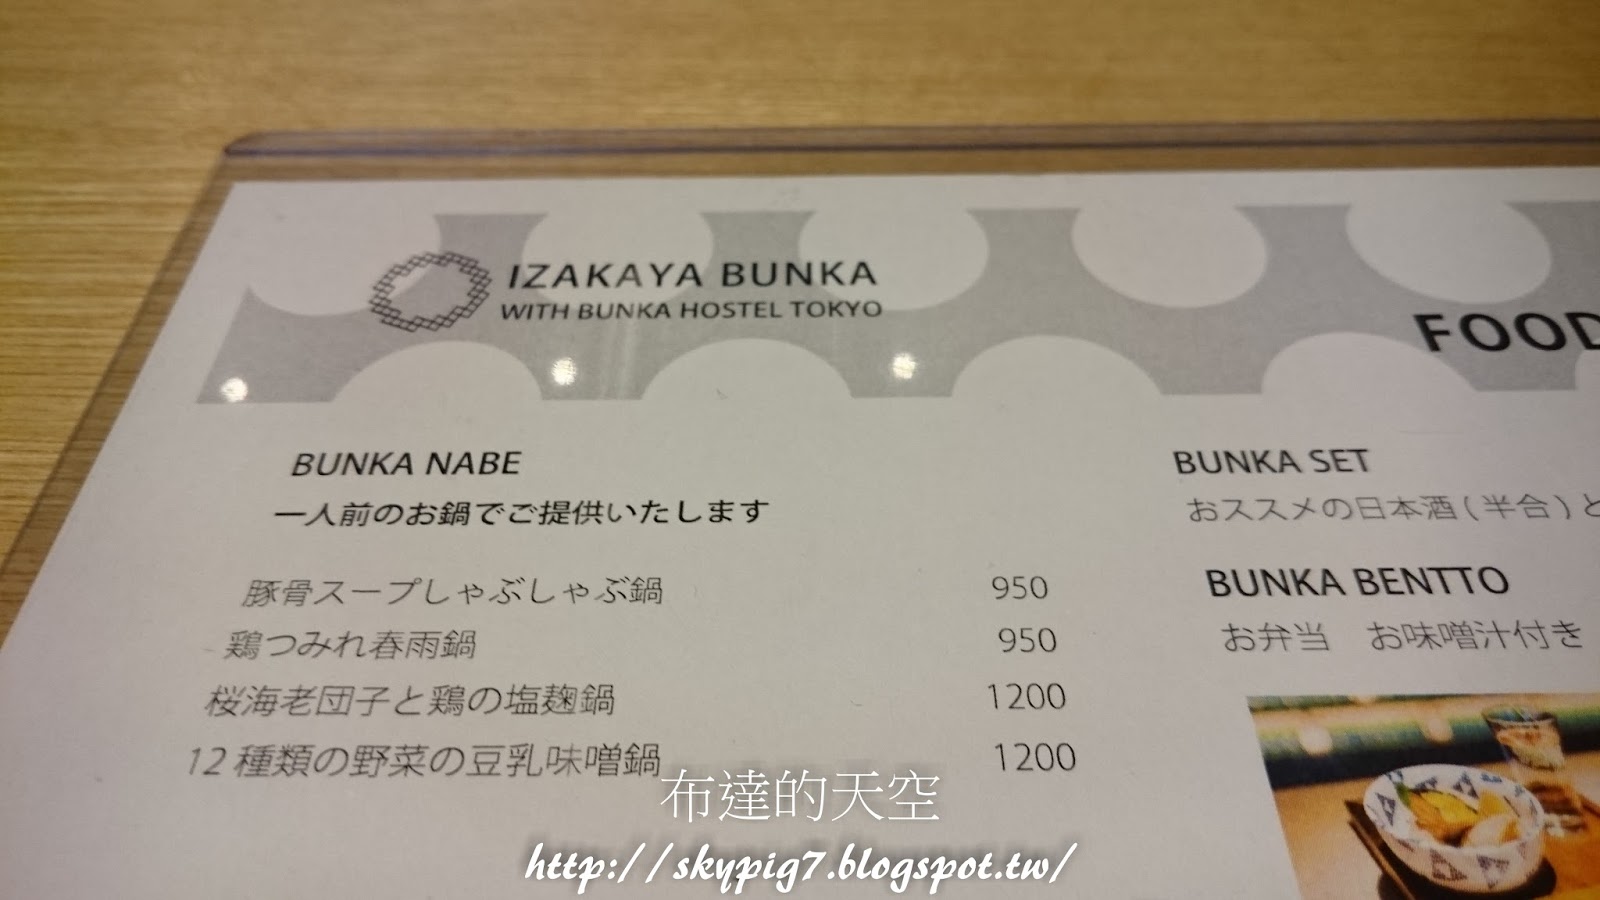 IZAKAYA BUNKA
WITH BUNKA HOSTEL TOKYO
FOOD
BUNKA NABE
一人前のお鍋でご提供いたします
豚骨スープしゃぶしゃぶ鍋 950
鶏つみれ春雨鍋 950
桜海老団子と鶏の塩麹鍋 1200
12種類の野菜の豆乳味噌鍋 1200
BUNKA SET
おススメの日本酒(半合)と
BUNKA BENTTO
お弁当 お味噌汁付き
布達的天空
http://skypig7.blogspot.tw/